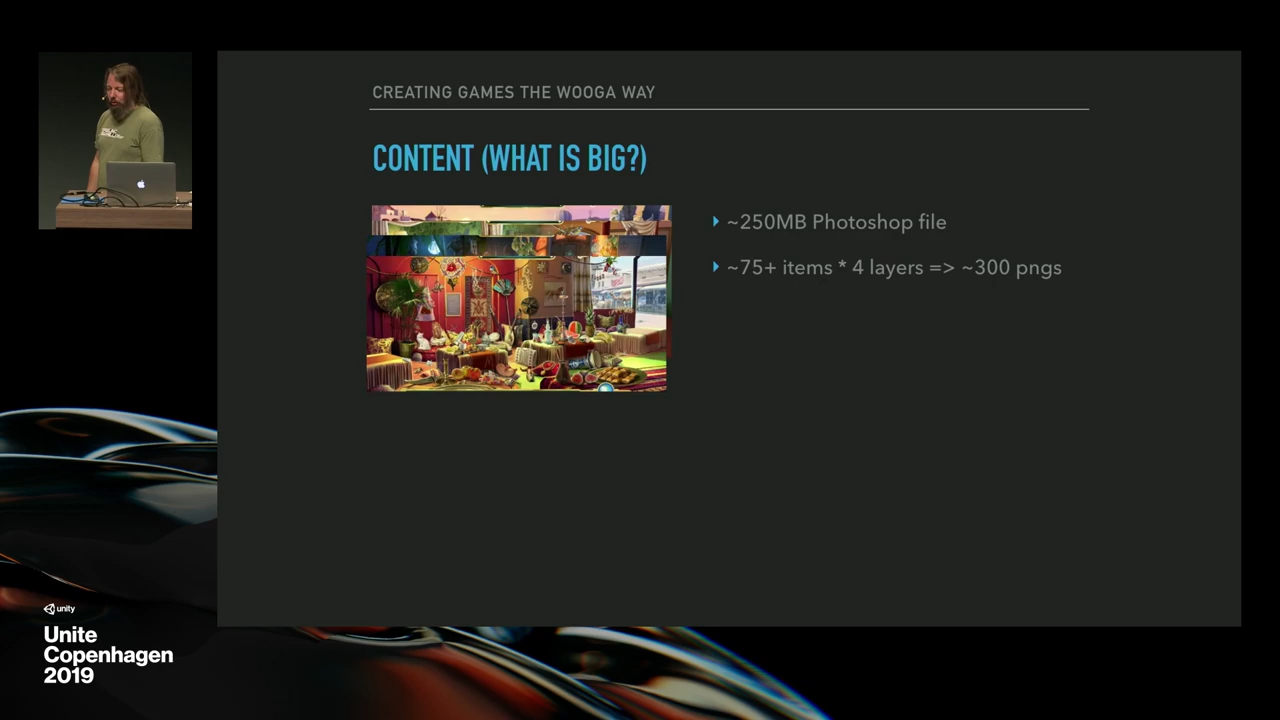 CREATING GAMES THE WOOGA WAY
CONTENT (WHAT IS BIG?)
~250MB Photoshop file
~75+ items * 4 layers => ~300 pngs
unity
Unite
Copenhagen
2019